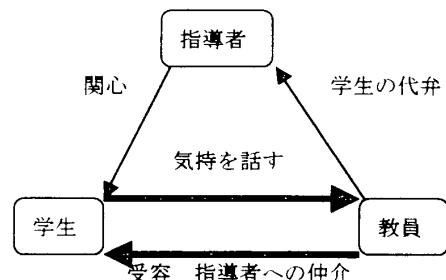 指導者
関心
学生の代弁
気持を話す
学生
教員
受容 指導者への仲介